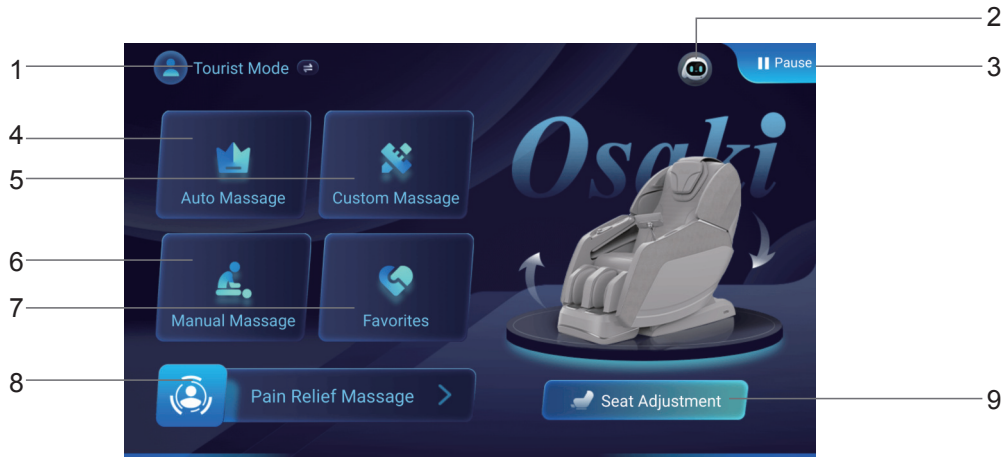 2
1
Tourist Mode
Pause
3
4
5
Auto Massage
Custom Massage
Osaki
6
7
Manual Massage
Favorites
8
Pain Relief Massage
Seat Adjustment
9